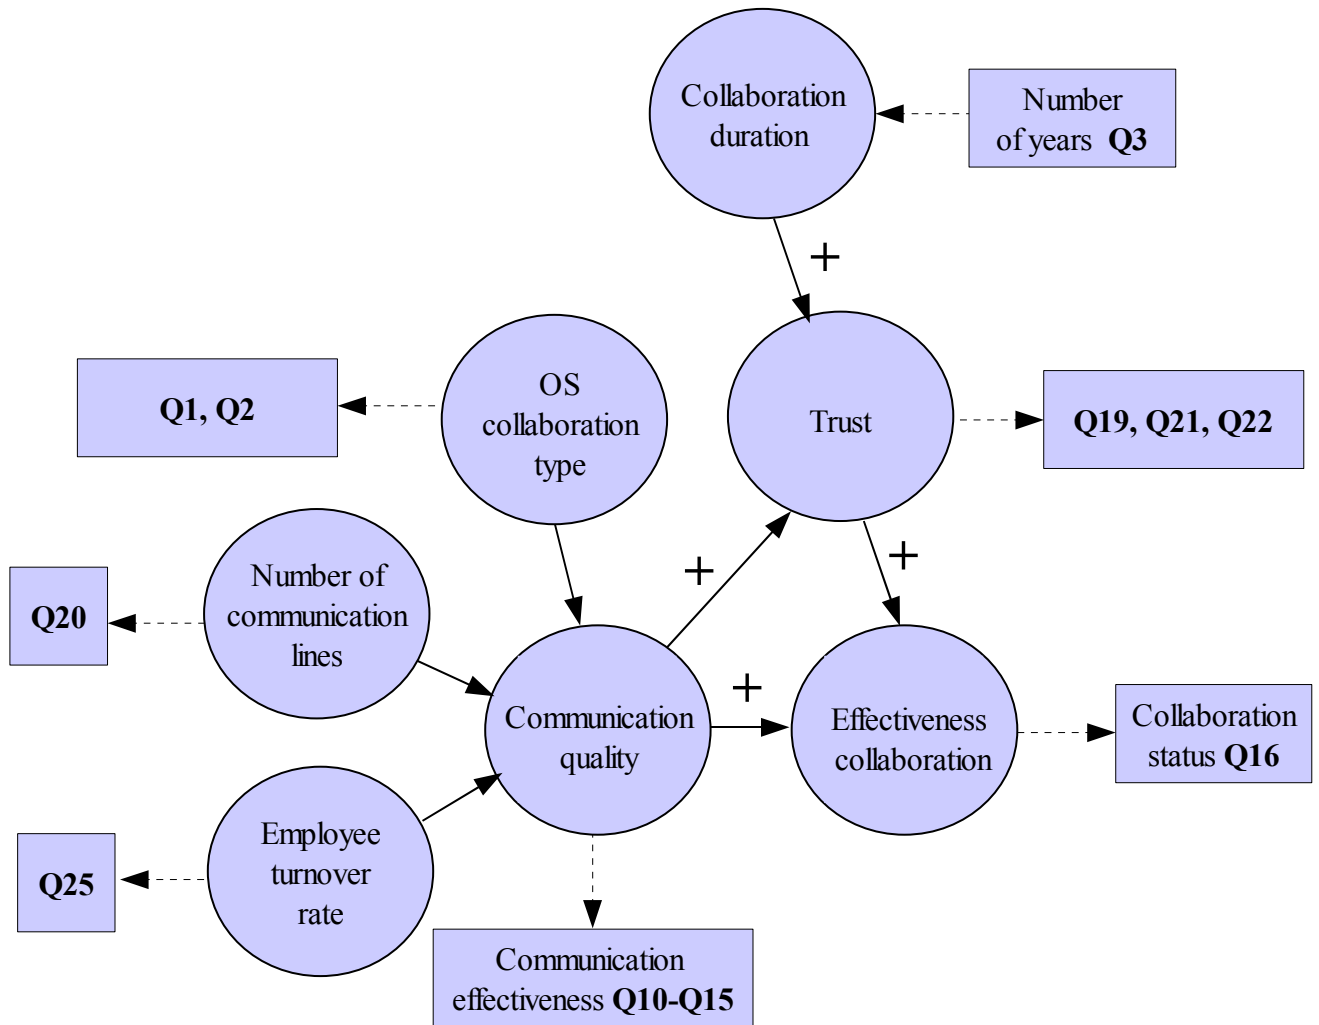 Collaboration
duration
Number
of years Q3
+
OS
collaboration
type
Q1, Q2
Trust
Q19, Q21, Q22
Number of
communication
lines
Q20
+
+
Communication
quality
+
Effectiveness
collaboration
Collaboration
status Q16
Employee
turnover
rate
Q25
Communication
effectiveness Q10-Q15